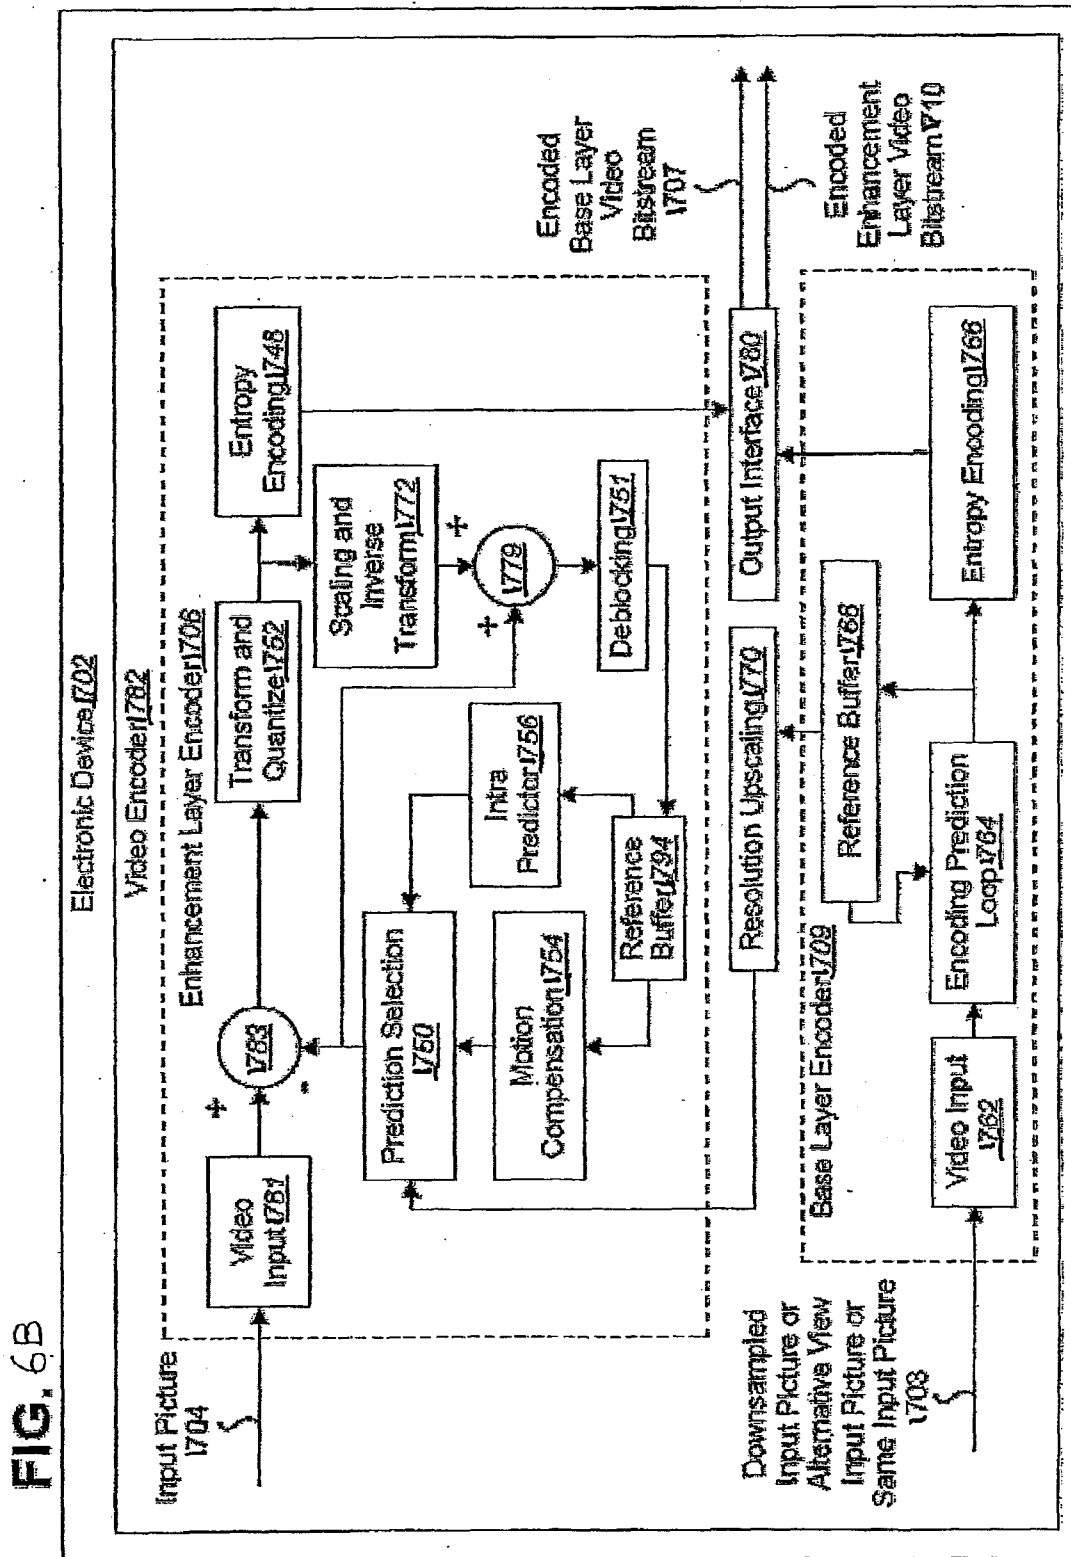 FIG. 6B
Electronic Device 1702
Video Encoder 1782
Enhancement Layer Encoder 1706
Input Picture
1704
Video
Input 1781
+
-
1783
Transform and
Quantize 1752
Entropy
Encoding 1748
Scaling and
Inverse
Transform 1772
+
+
1779
Prediction Selection
1750
Intra
Predictor 1756
Deblocking 1751
Motion
Compensation 1754
Reference
Buffer 1794
Encoded
Base Layer
Video
Bitstream
1707
Resolution Upscaling 1770
Output Interface 1780
Encoded
Enhancement
Layer Video
Bitstream 1710
Downsampled
Input Picture or
Alternative View
Input Picture or
Same Input Picture
1703
Base Layer Encoder 1709
Reference Buffer 1768
Video Input
1762
Encoding Prediction
Loop 1764
Entropy Encoding 1766